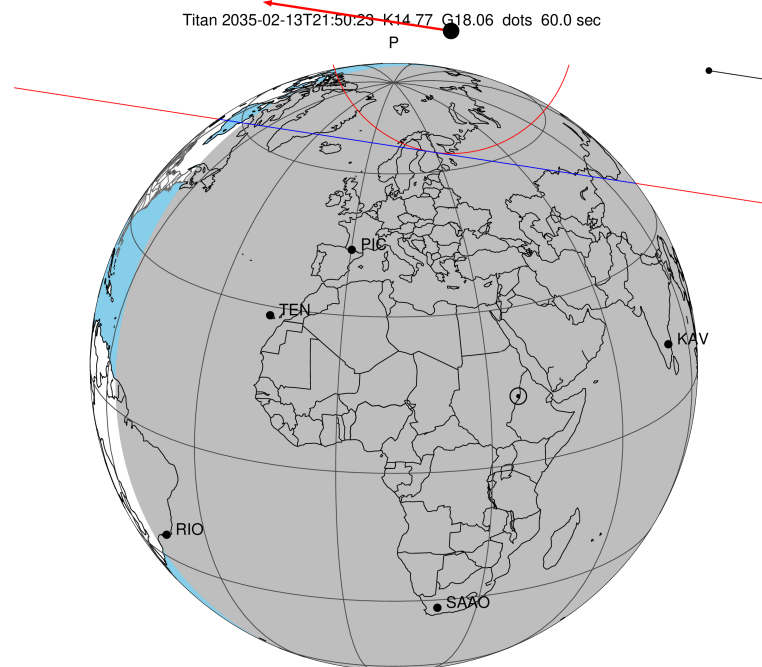 Titan 2035-02-13T21:50:23 K14.77 G18.06 dots 60.0 sec
P
PIC
TEN
KAV
RIO
SAAO